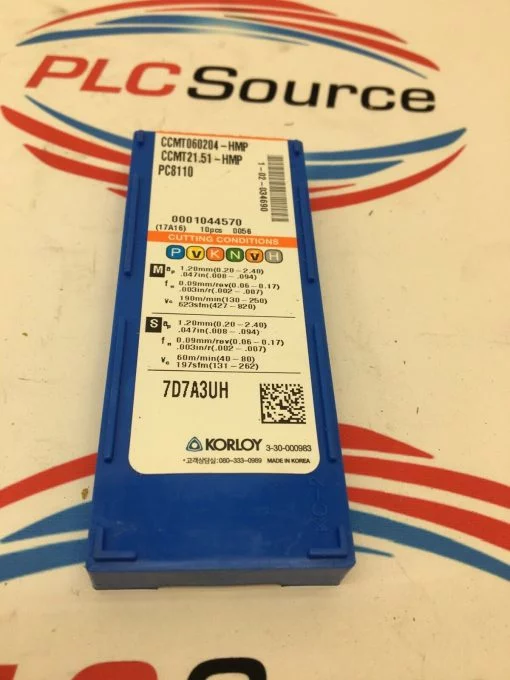 PLC Source
CCMT060204-HMP
CCMT21.51-HMP
PC8110
1-02-034690
0001044570
(17A16) 10pcs 0056
CUTTING CONDITIONS
P V K N V H
M ap 1.20mm(0.20 - 2.40)
.047in(.008 - .094)
fn 0.09mm/rev(0.06 - 0.17)
.003in/r(.002 - .007)
vc 190m/min(130 - 250)
623sfm(427 - 820)
S ap 1.20mm(0.20 - 2.40)
.047in(.008 - .094)
fn 0.09mm/rev(0.06 - 0.17)
.003in/r(.002 - .007)
vc 60m/min(40 - 80)
197sfm(131 - 262)
7D7A3UH
KORLOY 3-30-000983
• 고객상담실 : 080-333-0989 MADE IN KOREA
PLC Source